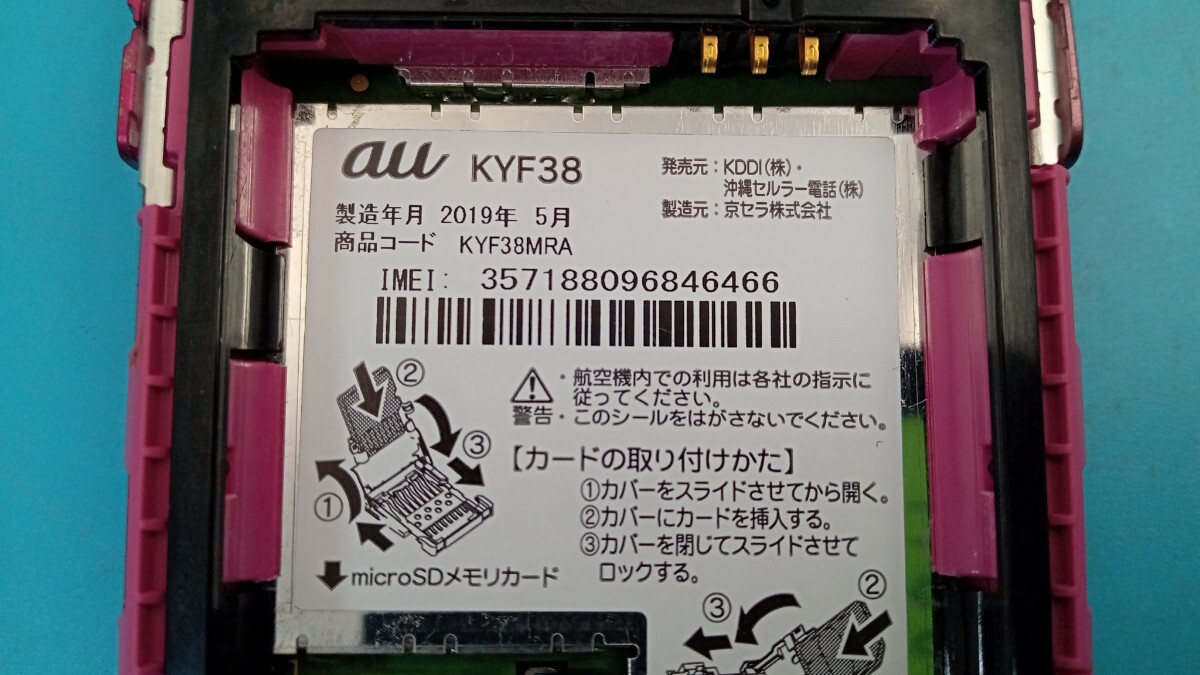 au KYF38
発売元：KDDI(株)・
沖縄セルラー電話(株)
製造元：京セラ株式会社
製造年月 2019年 5月
商品コード KYF38MRA
IMEI: 357188096846466
警告
・航空機内での利用は各社の指示に
従ってください。
・このシールをはがさないでください。
【カードの取り付けかた】
①カバーをスライドさせてから開く。
②カバーにカードを挿入する。
③カバーを閉じてスライドさせて
ロックする。
②
③
①
microSDメモリカード
③
②